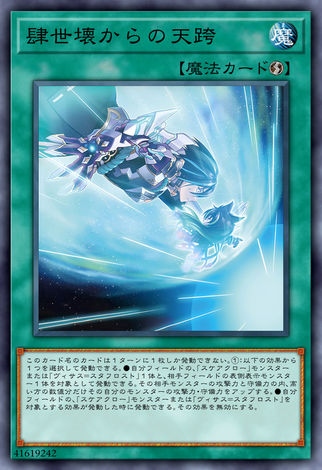 肆世壊からの天跨
魔
【魔法カード】
このカード名のカードは１ターンに１枚しか発動できない。①：以下の効果から
１つを選択して発動できる。●自分フィールドの、「スケアクロー」モンスター
または「ヴィサス＝スタフロスト」１体と、相手フィールドの表側表示モンスタ
ー１体を対象として発動できる。その相手モンスターの攻撃力と守備力の内、高
い方の数値分だけその自分のモンスターの攻撃力・守備力をアップする。●自分
フィールドの、「スケアクロー」モンスターまたは「ヴィサス＝スタフロスト」を
対象とする効果が発動した時に発動できる。その効果を無効にする。
41619242